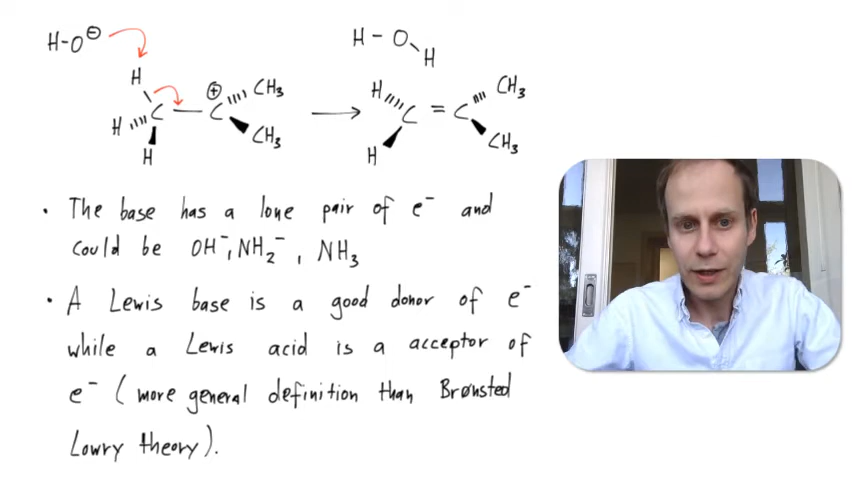 H-O⊖
H-O
H
H
H
C
⊕
C
CH3
CH3
H
H
H
H
C=C
CH3
CH3
• The base has a lone pair of e⁻ and
could be OH⁻, NH₂⁻, NH₃
• A Lewis base is a good donor of e⁻
while a Lewis acid is a acceptor of
e⁻ (more general definition than Brønsted
Lowry theory).